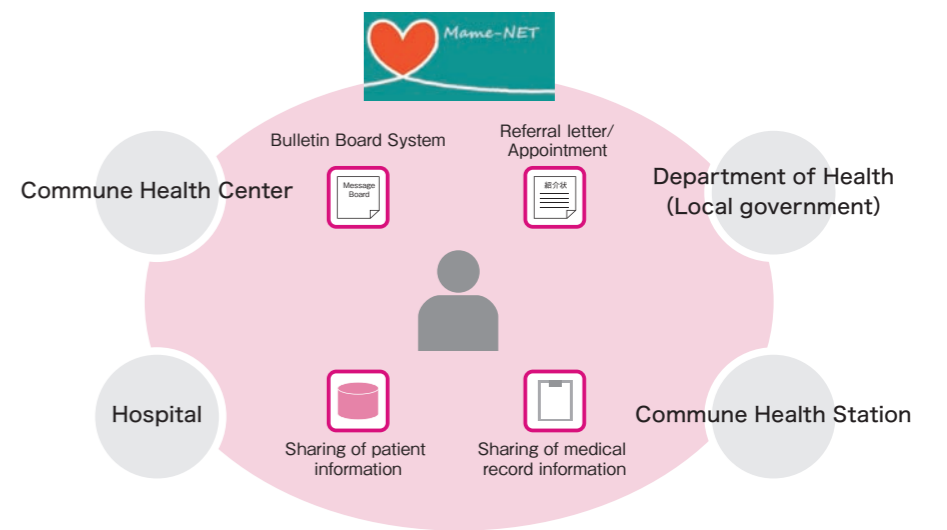 Mame-NET
Bulletin Board System
Referral letter/
Appointment
Message
Board
紹介状
Commune Health Center
Department of Health
(Local government)
Hospital
Commune Health Station
Sharing of patient
information
Sharing of medical
record information